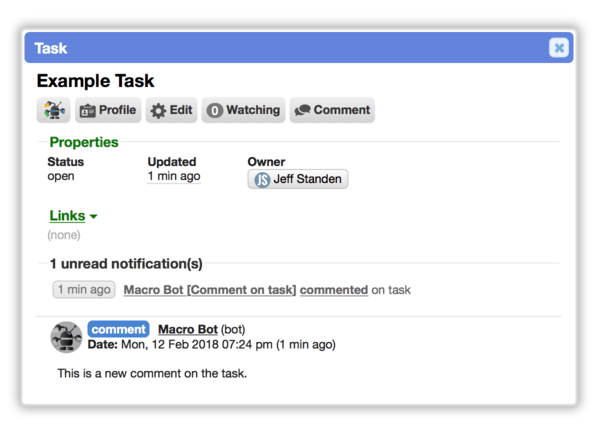 Task
Example Task
Profile Edit 0 Watching Comment
Properties
Status Updated Owner
open 1 min ago JS Jeff Standen
Links
(none)
1 unread notification(s)
1 min ago Macro Bot [Comment on task] commented on task
comment Macro Bot (bot)
Date: Mon, 12 Feb 2018 07:24 pm (1 min ago)
This is a new comment on the task.